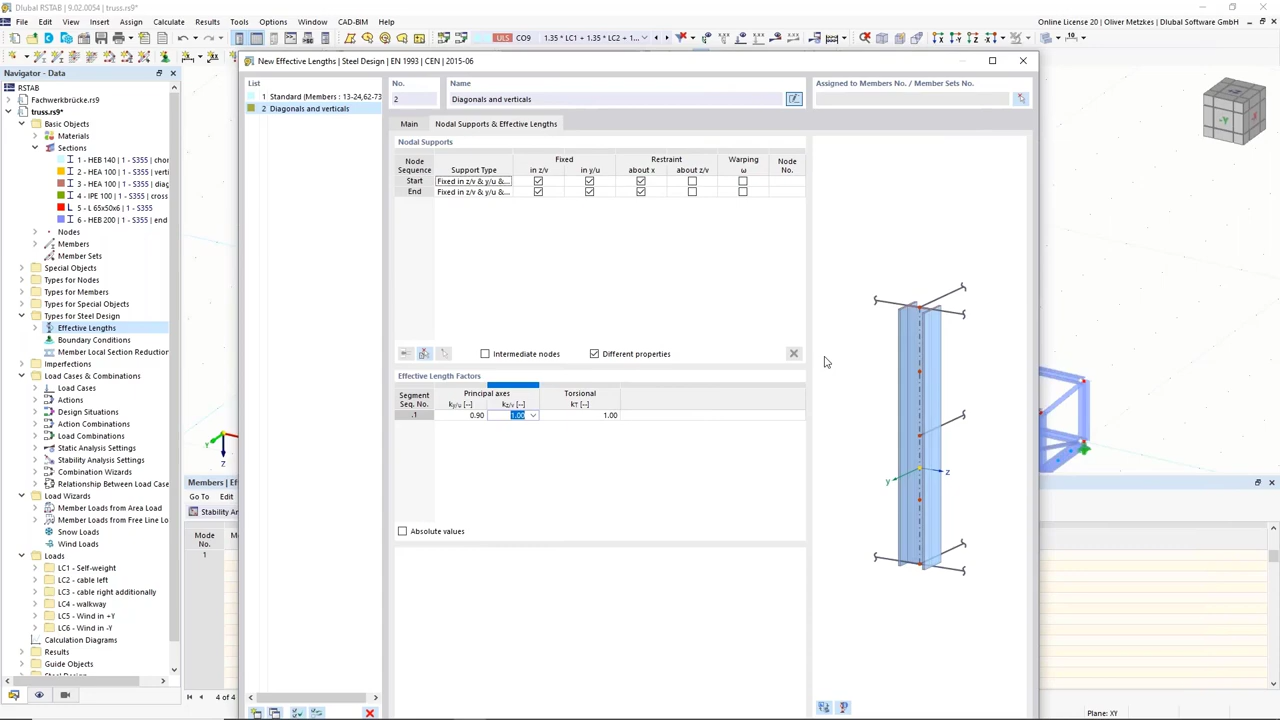 Dlubal RSTAB | 9.02.0054 | truss.rs9*
File Edit View Insert Assign Calculate Results Tools Options Window CAD-BIM Help
Online License 20 | Oliver Metzkes | Dlubal Software GmbH
ULS CO9 1.35 * LC1 + 1.35 * LC2 + 1...
Navigator - Data
RSTAB
Fachwerkbrücke.rs9
truss.rs9*
Basic Objects
Materials
Sections
1 - HEB 140 | 1 - S355 | chor
2 - HEA 100 | 1 - S355 | verti
3 - HEA 100 | 1 - S355 | diag
4 - IPE 100 | 1 - S355 | cross
5 - L 65x50x6 | 1 - S355
6 - HEB 200 | 1 - S355 | end
Nodes
Members
Member Sets
Special Objects
Types for Nodes
Types for Members
Types for Special Objects
Types for Steel Design
Effective Lengths
Boundary Conditions
Member Local Section Reduction
Imperfections
Load Cases & Combinations
Load Cases
Actions
Design Situations
Action Combinations
Load Combinations
Static Analysis Settings
Stability Analysis Settings
Combination Wizards
Relationship Between Load Case
Load Wizards
Member Loads from Area Load
Member Loads from Free Line Lo
Snow Loads
Wind Loads
Loads
LC1 - Self-weight
LC2 - cable left
LC3 - cable right additionally
LC4 - walkway
LC5 - Wind in +Y
LC6 - Wind in -Y
Calculation Diagrams
Results
Guide Objects
New Effective Lengths | Steel Design | EN 1993 | CEN | 2015-06
List
1 Standard (Members : 13-24,62-73
2 Diagonals and verticals
No.
2
Name
Diagonals and verticals
Assigned to Members No. / Member Sets No.
Main Nodal Supports & Effective Lengths
Nodal Supports
Node Sequence Support Type Fixed in z/v in y/u Restraint about x about z/v Warping ω Node No.
Start Fixed in z/v & y/u &...
End Fixed in z/v & y/u &...
Intermediate nodes Different properties
Effective Length Factors
Segment Seq. No. Principal axes ky/u [--] kz/v [--] Torsional kT [--]
.1 0.90 1.00 1.00
Absolute values
y z
-Y
Y
Z
Members | Ef
Go To Edit
Stability Ar
Mode No.
1
4 of 4
Plane: XY